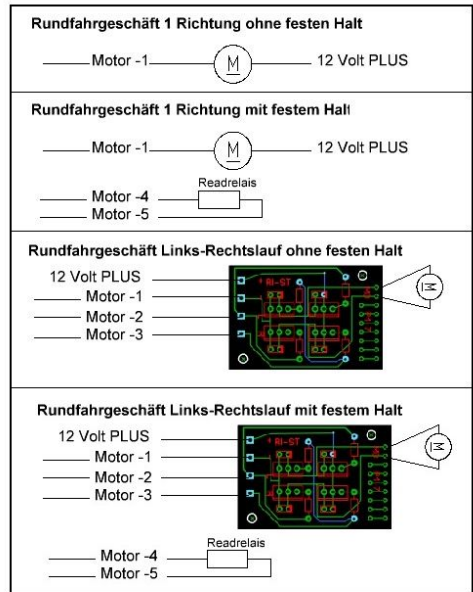 Rundfahrgeschäft 1 Richtung ohne festen Halt
Motor -1 M 12 Volt PLUS
Rundfahrgeschäft 1 Richtung mit festem Halt
Motor -1 M 12 Volt PLUS
Readrelais
Motor -4
Motor -5
Rundfahrgeschäft Links-Rechtslauf ohne festen Halt
12 Volt PLUS
Motor -1
Motor -2
Motor -3
RI-ST
M
Rundfahrgeschäft Links-Rechtslauf mit festem Halt
12 Volt PLUS
Motor -1
Motor -2
Motor -3
RI-ST
M
Readrelais
Motor -4
Motor -5